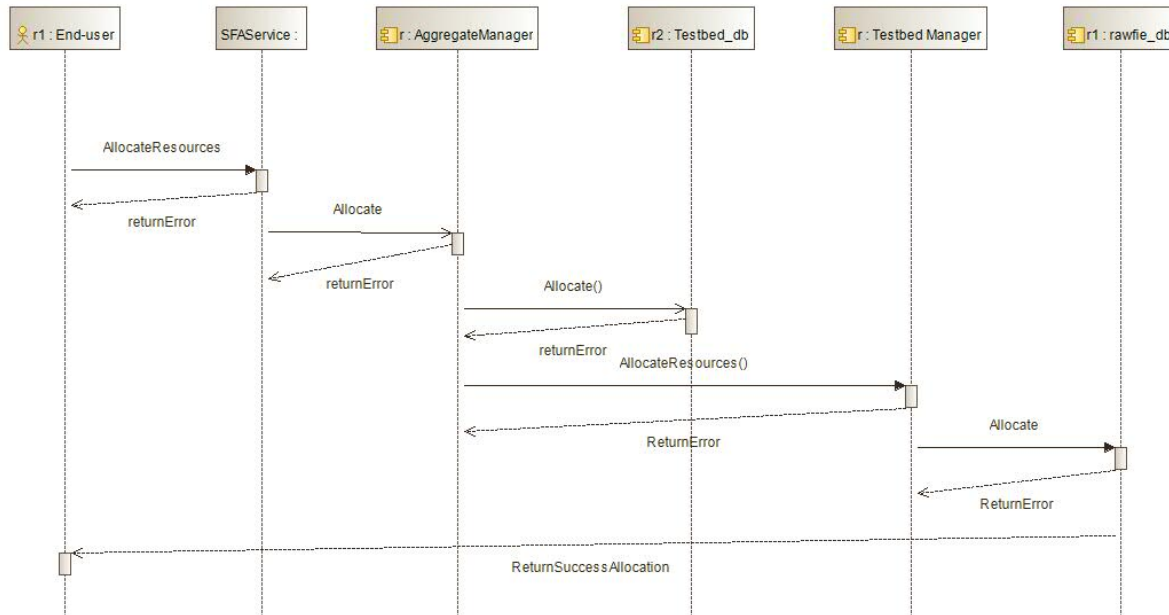 r1 : End-user
SFAService :
r : AggregateManager
r2 : Testbed_db
r : Testbed Manager
r1 : rawfie_db
AllocateResources
returnError
Allocate
returnError
Allocate()
returnError
AllocateResources()
ReturnError
Allocate
ReturnError
ReturnSuccessAllocation